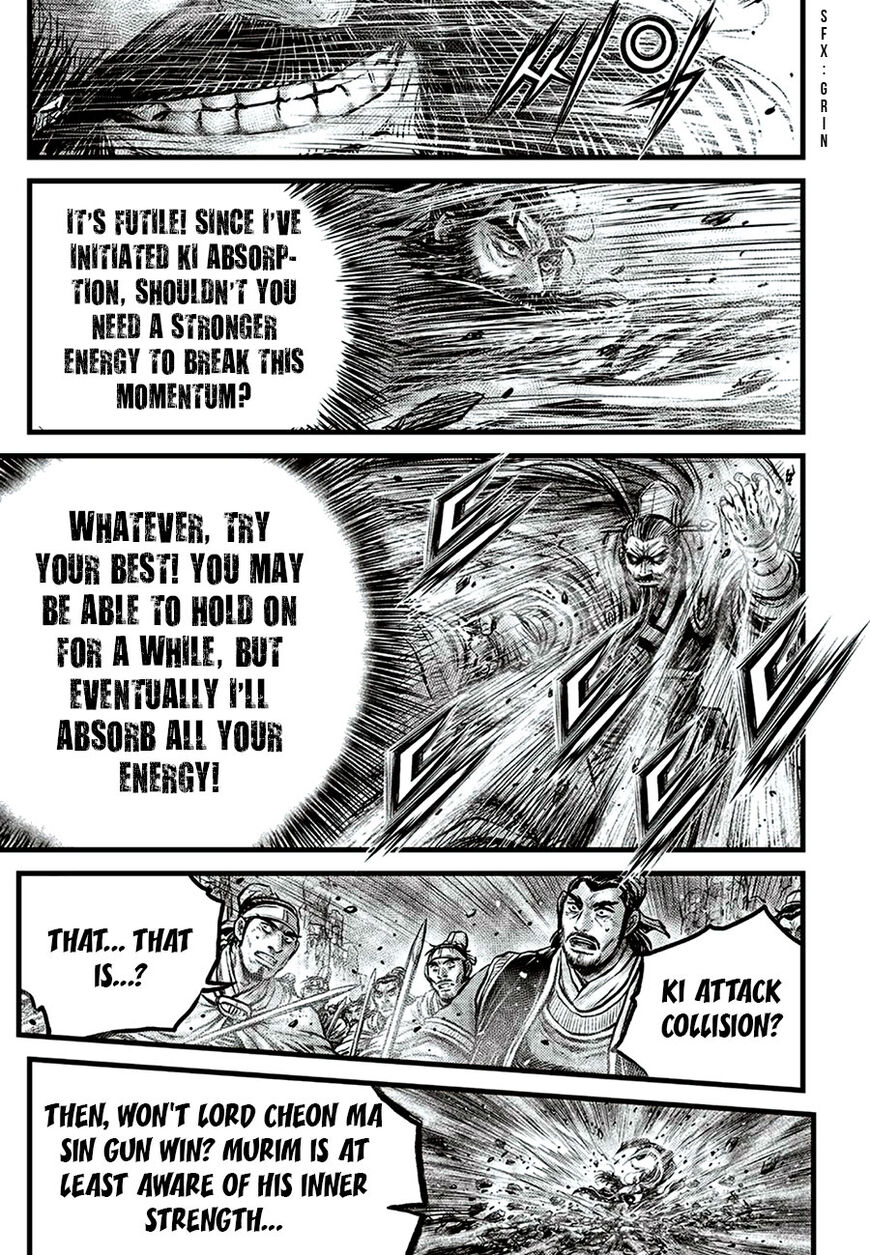 씨익
SFX : GRIN
IT'S FUTILE! SINCE I'VE
INITIATED KI ABSORP-
TION, SHOULDN'T YOU
NEED A STRONGER
ENERGY TO BREAK THIS
MOMENTUM?
WHATEVER, TRY
YOUR BEST! YOU MAY
BE ABLE TO HOLD ON
FOR A WHILE, BUT
EVENTUALLY I'LL
ABSORB ALL YOUR
ENERGY!
THAT... THAT
IS...?
KI ATTACK
COLLISION?
THEN, WON'T LORD CHEON MA
SIN GUN WIN? MURIM IS AT
LEAST AWARE OF HIS INNER
STRENGTH...